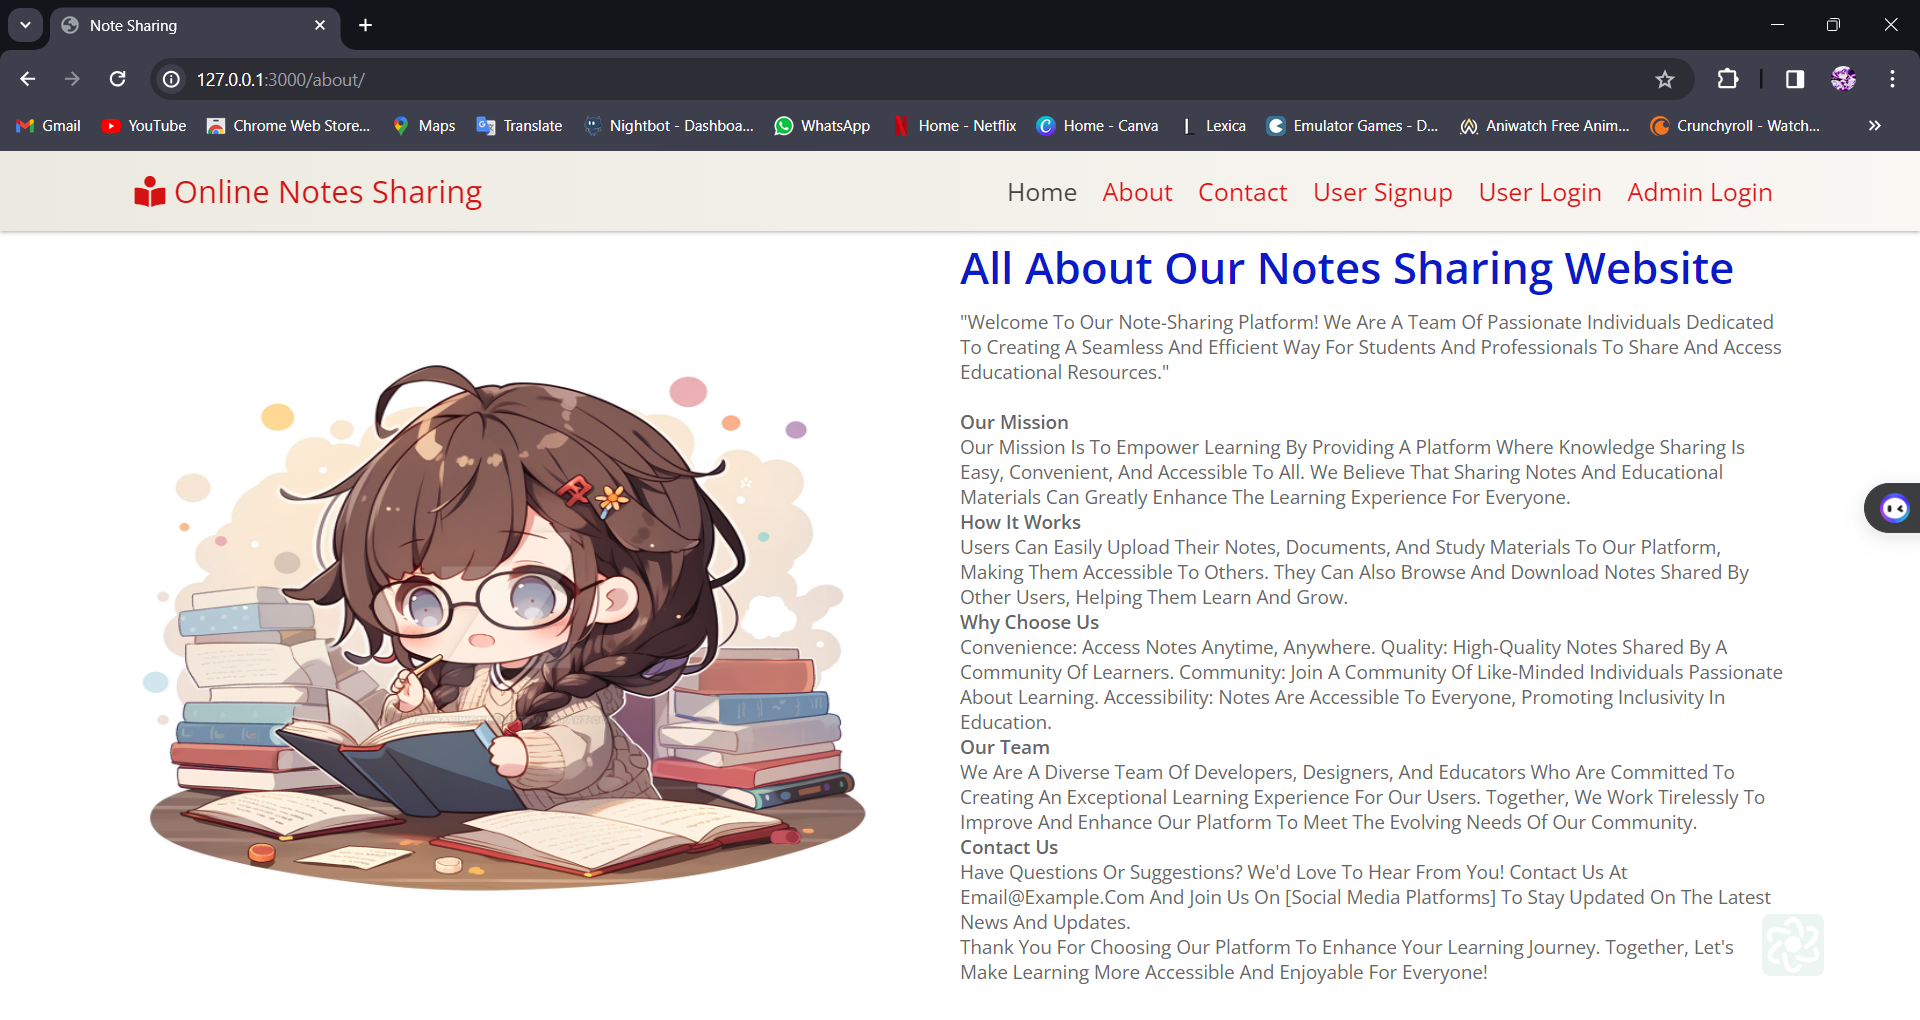 Note Sharing
127.0.0.1:3000/about/
Gmail YouTube Chrome Web Store... Maps Translate Nightbot - Dashboa... WhatsApp Home - Netflix Home - Canva Lexica Emulator Games - D... Aniwatch Free Anim... Crunchyroll - Watch...
Online Notes Sharing Home About Contact User Signup User Login Admin Login
All About Our Notes Sharing Website
"Welcome To Our Note-Sharing Platform! We Are A Team Of Passionate Individuals Dedicated
To Creating A Seamless And Efficient Way For Students And Professionals To Share And Access
Educational Resources."
Our Mission
Our Mission Is To Empower Learning By Providing A Platform Where Knowledge Sharing Is
Easy, Convenient, And Accessible To All. We Believe That Sharing Notes And Educational
Materials Can Greatly Enhance The Learning Experience For Everyone.
How It Works
Users Can Easily Upload Their Notes, Documents, And Study Materials To Our Platform,
Making Them Accessible To Others. They Can Also Browse And Download Notes Shared By
Other Users, Helping Them Learn And Grow.
Why Choose Us
Convenience: Access Notes Anytime, Anywhere. Quality: High-Quality Notes Shared By A
Community Of Learners. Community: Join A Community Of Like-Minded Individuals Passionate
About Learning. Accessibility: Notes Are Accessible To Everyone, Promoting Inclusivity In
Education.
Our Team
We Are A Diverse Team Of Developers, Designers, And Educators Who Are Committed To
Creating An Exceptional Learning Experience For Our Users. Together, We Work Tirelessly To
Improve And Enhance Our Platform To Meet The Evolving Needs Of Our Community.
Contact Us
Have Questions Or Suggestions? We'd Love To Hear From You! Contact Us At
Email@Example.Com And Join Us On [Social Media Platforms] To Stay Updated On The Latest
News And Updates.
Thank You For Choosing Our Platform To Enhance Your Learning Journey. Together, Let's
Make Learning More Accessible And Enjoyable For Everyone!